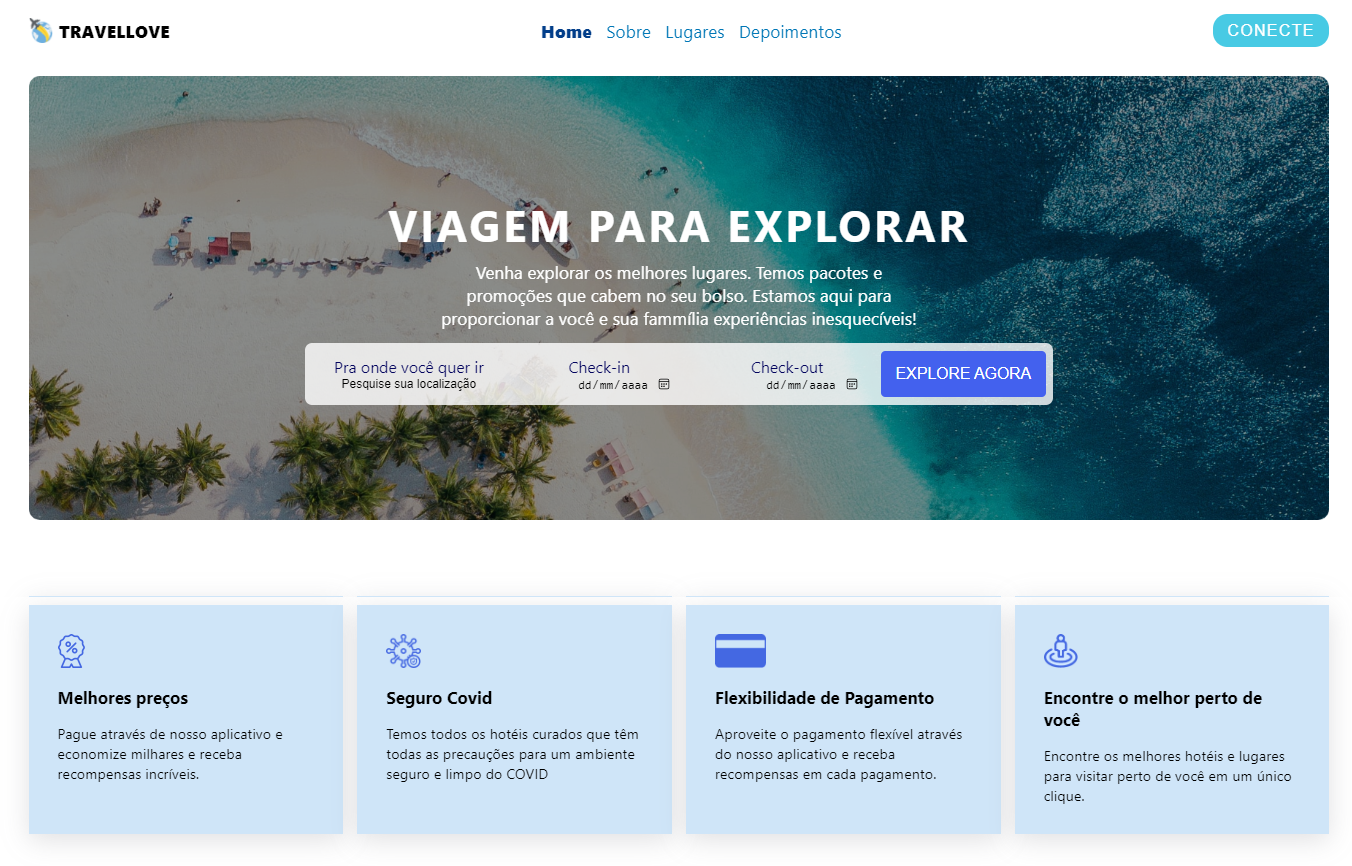 TRAVELLOVE
Home Sobre Lugares Depoimentos
CONECTE
VIAGEM PARA EXPLORAR
Venha explorar os melhores lugares. Temos pacotes e
promoções que cabem no seu bolso. Estamos aqui para
proporcionar a você e sua fammília experiências inesquecíveis!
Pra onde você quer ir
Pesquise sua localização
Check-in
dd/mm/aaaa
Check-out
dd/mm/aaaa
EXPLORE AGORA
%
Melhores preços
Pague através de nosso aplicativo e
economize milhares e receba
recompensas incríveis.
Seguro Covid
Temos todos os hotéis curados que têm
todas as precauções para um ambiente
seguro e limpo do COVID
Flexibilidade de Pagamento
Aproveite o pagamento flexível através
do nosso aplicativo e receba
recompensas em cada pagamento.
Encontre o melhor perto de
você
Encontre os melhores hotéis e lugares
para visitar perto de você em um único
clique.